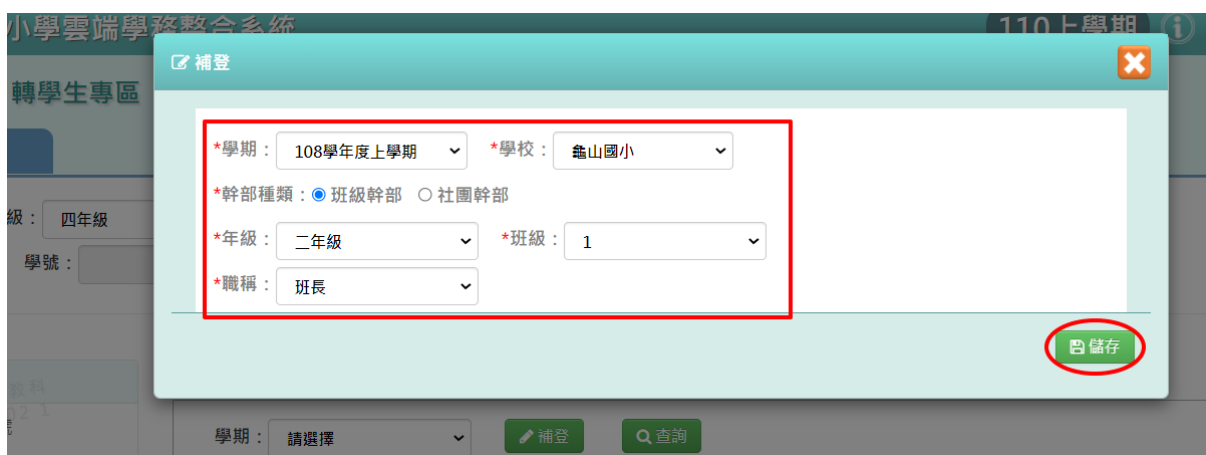 小學雲端學務整合系統
110上學期
補登
轉學生專區
*學期： 108學年度上學期 *學校： 龜山國小
*幹部種類： 班級幹部 社團幹部
級： 四年級
*年級： 二年級 *班級： 1
學號：
*職稱： 班長
儲存
學期： 請選擇 補登 查詢